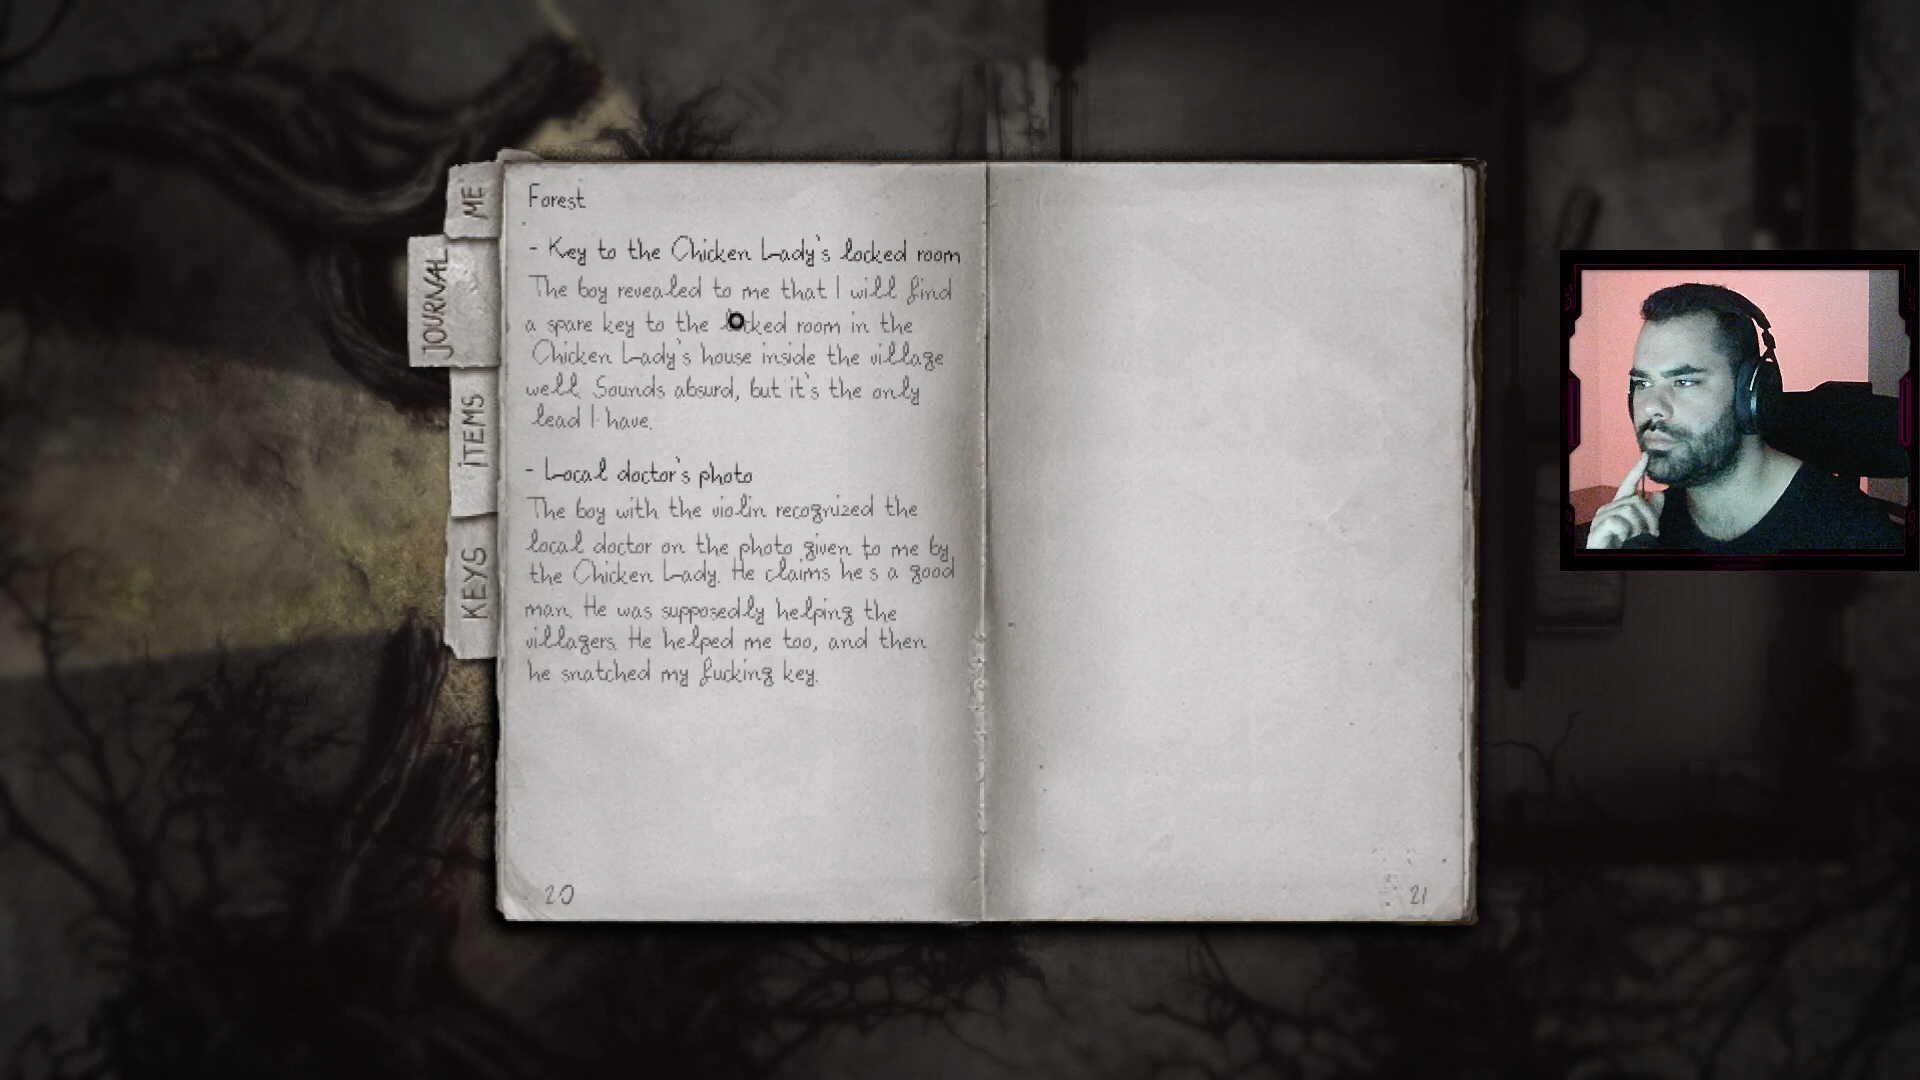 ME
JOURNAL
ITEMS
KEYS
Forest
- Key to the Chicken Lady's locked room
The boy revealed to me that I will find
a spare key to the locked room in the
Chicken Lady's house inside the village
well. Sounds absurd, but it's the only
lead I have.
- Local doctor's photo
The boy with the violin recognized the
local doctor on the photo given to me by
the Chicken Lady. He claims he's a good
man. He was supposedly helping the
villagers. He helped me too, and then
he snatched my fucking key.
20
21